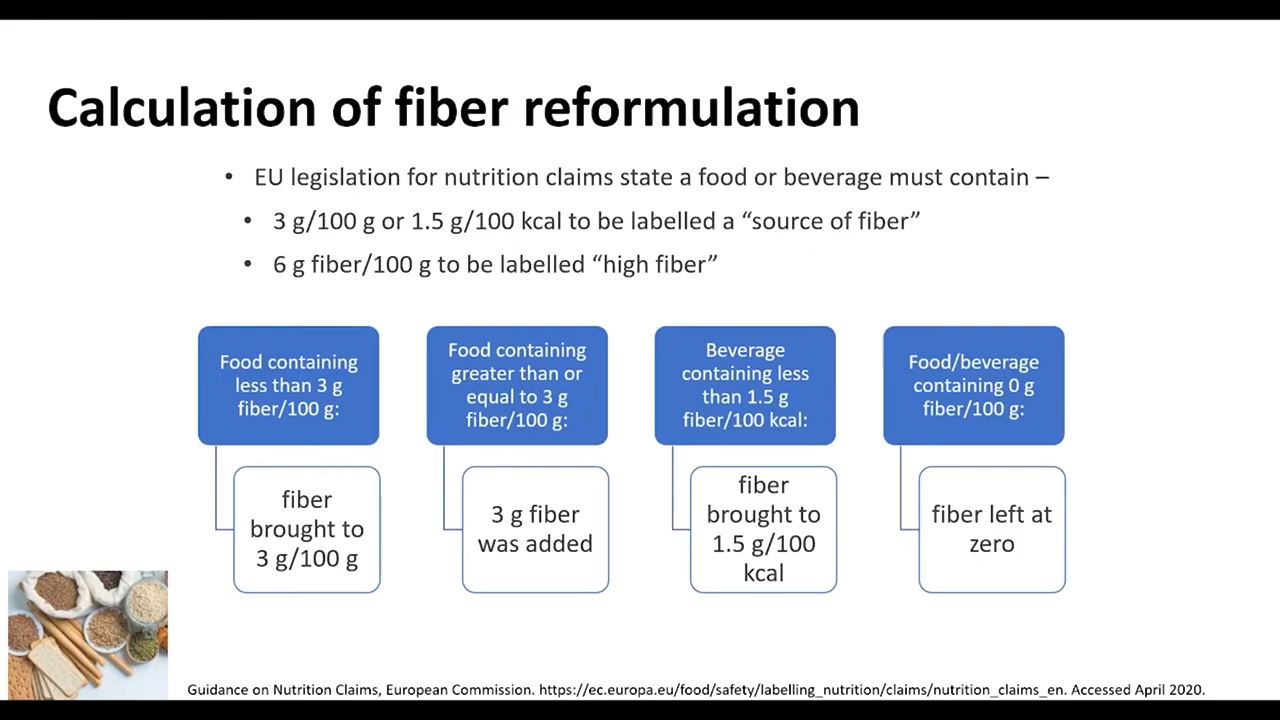 Calculation of fiber reformulation
• EU legislation for nutrition claims state a food or beverage must contain –
• 3 g/100 g or 1.5 g/100 kcal to be labelled a “source of fiber”
• 6 g fiber/100 g to be labelled “high fiber”
Food containing
less than 3 g
fiber/100 g:
fiber
brought to
3 g/100 g
Food containing
greater than or
equal to 3 g
fiber/100 g:
3 g fiber
was added
Beverage
containing less
than 1.5 g
fiber/100 kcal:
fiber
brought to
1.5 g/100
kcal
Food/beverage
containing 0 g
fiber/100 g:
fiber left at
zero
Guidance on Nutrition Claims, European Commission. https://ec.europa.eu/food/safety/labelling_nutrition/claims/nutrition_claims_en. Accessed April 2020.